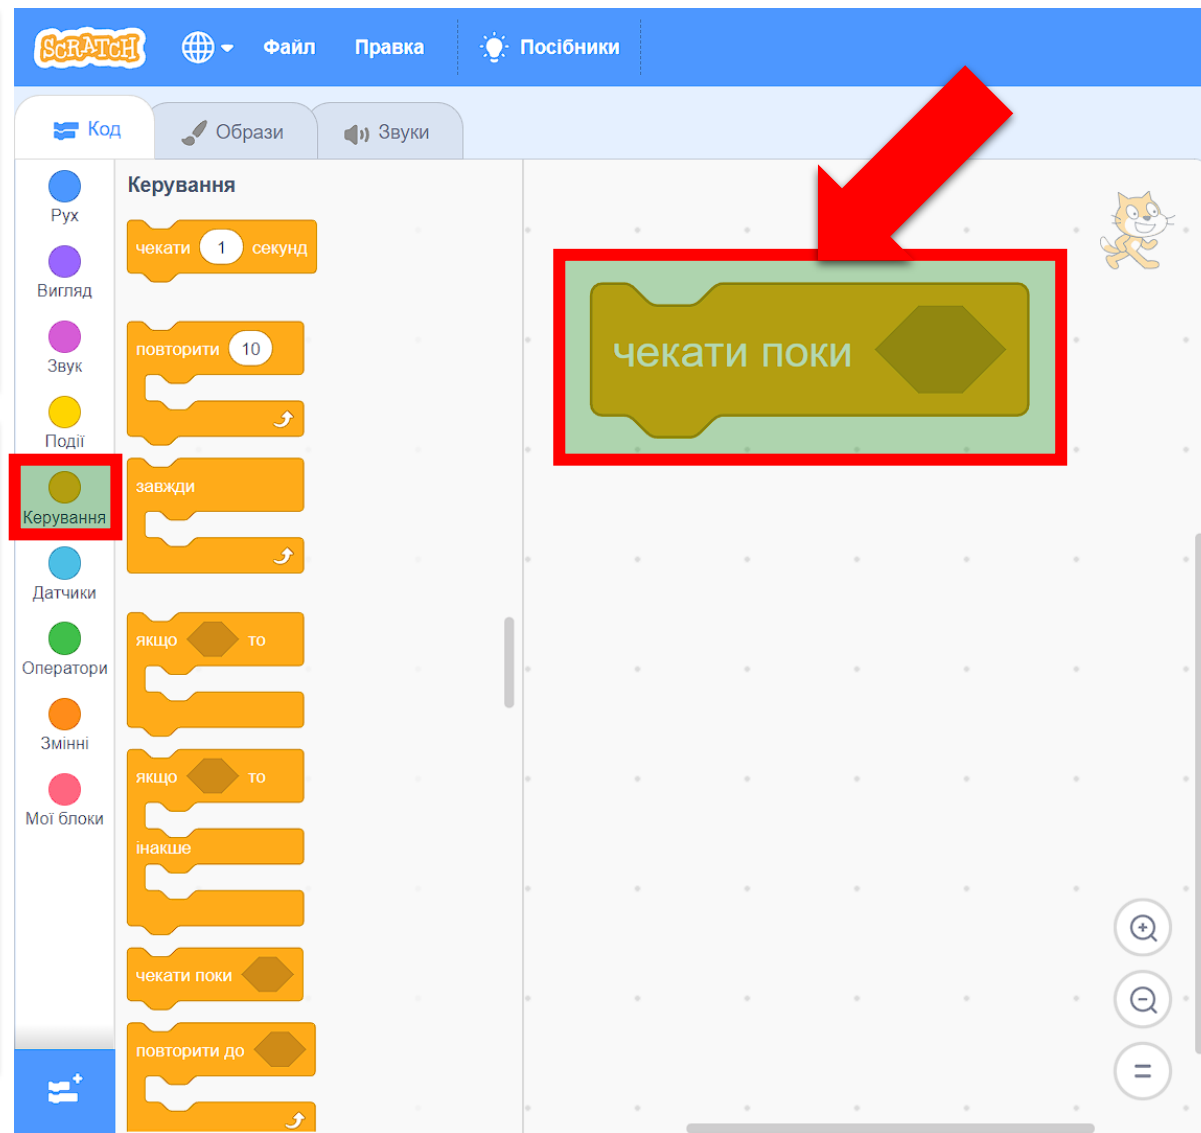 SCRATCH Файл Правка Посібники
Код Образи Звуки
Рух
Вигляд
Звук
Події
Керування
Датчики
Оператори
Змінні
Мої блоки
Керування
чекати 1 секунд
повторити 10
завжди
якщо то
якщо то
інакше
чекати поки
повторити до
чекати поки